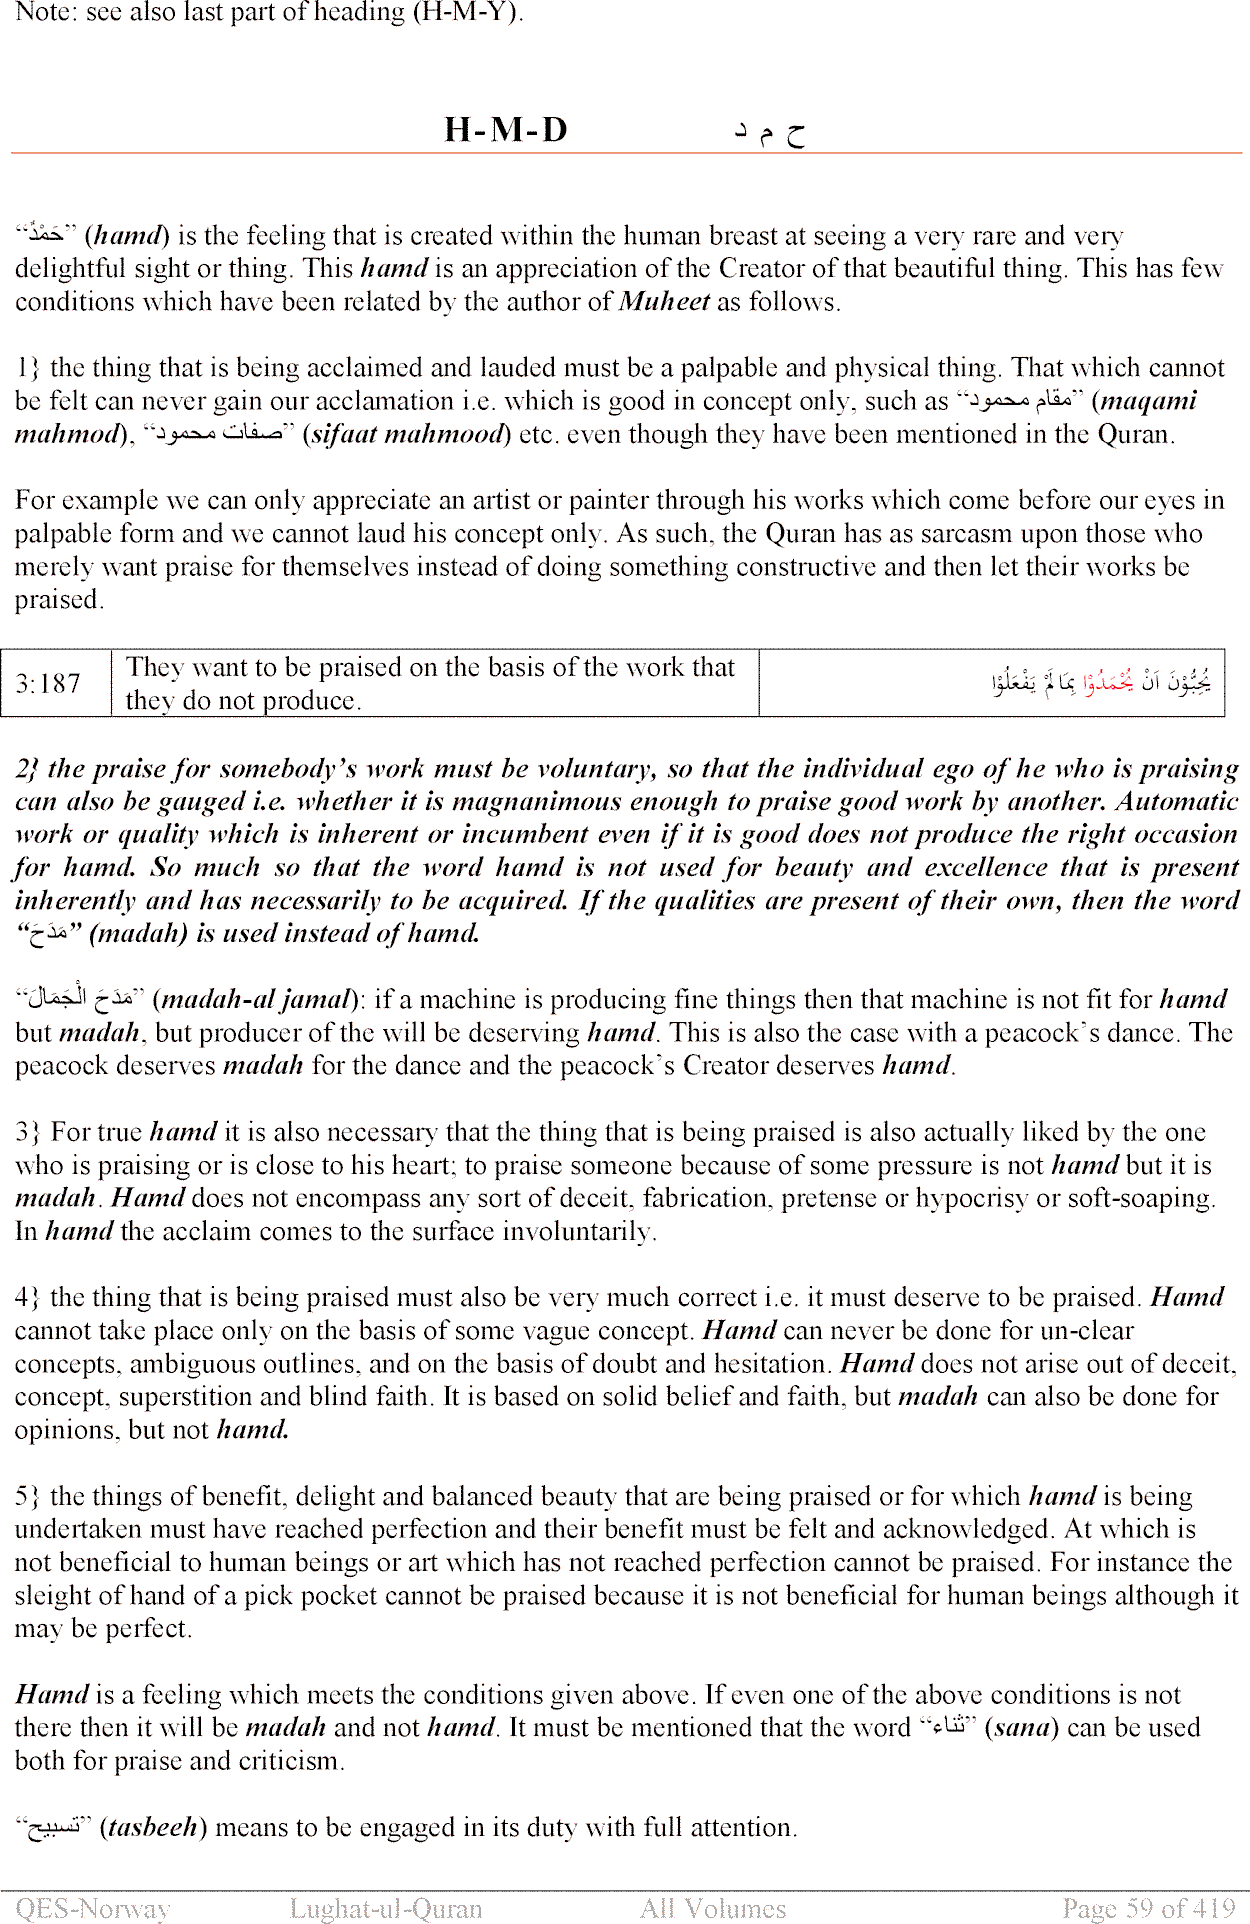 Note: see also last part of heading (H-M-Y).
H-M-D ح م د
“حَمْدٌ” (hamd) is the feeling that is created within the human breast at seeing a very rare and very
delightful sight or thing. This hamd is an appreciation of the Creator of that beautiful thing. This has few
conditions which have been related by the author of Muheet as follows.
1} the thing that is being acclaimed and lauded must be a palpable and physical thing. That which cannot
be felt can never gain our acclamation i.e. which is good in concept only, such as “مقام محمود” (maqami
mahmod), “صفات محمود” (sifaat mahmood) etc. even though they have been mentioned in the Quran.
For example we can only appreciate an artist or painter through his works which come before our eyes in
palpable form and we cannot laud his concept only. As such, the Quran has as sarcasm upon those who
merely want praise for themselves instead of doing something constructive and then let their works be
praised.
3:187 They want to be praised on the basis of the work that
they do not produce.
يُحِبُّوْنَ اَنْ يُحْمَدُوْا بِمَا لَمْ يَفْعَلُوْا
2} the praise for somebody’s work must be voluntary, so that the individual ego of he who is praising
can also be gauged i.e. whether it is magnanimous enough to praise good work by another. Automatic
work or quality which is inherent or incumbent even if it is good does not produce the right occasion
for hamd. So much so that the word hamd is not used for beauty and excellence that is present
inherently and has necessarily to be acquired. If the qualities are present of their own, then the word
“مَدَحَ” (madah) is used instead of hamd.
“مَدَحَ الْجَمَالَ” (madah-al jamal): if a machine is producing fine things then that machine is not fit for hamd
but madah, but producer of the will be deserving hamd. This is also the case with a peacock’s dance. The
peacock deserves madah for the dance and the peacock’s Creator deserves hamd.
3} For true hamd it is also necessary that the thing that is being praised is also actually liked by the one
who is praising or is close to his heart; to praise someone because of some pressure is not hamd but it is
madah. Hamd does not encompass any sort of deceit, fabrication, pretense or hypocrisy or soft-soaping.
In hamd the acclaim comes to the surface involuntarily.
4} the thing that is being praised must also be very much correct i.e. it must deserve to be praised. Hamd
cannot take place only on the basis of some vague concept. Hamd can never be done for un-clear
concepts, ambiguous outlines, and on the basis of doubt and hesitation. Hamd does not arise out of deceit,
concept, superstition and blind faith. It is based on solid belief and faith, but madah can also be done for
opinions, but not hamd.
5} the things of benefit, delight and balanced beauty that are being praised or for which hamd is being
undertaken must have reached perfection and their benefit must be felt and acknowledged. At which is
not beneficial to human beings or art which has not reached perfection cannot be praised. For instance the
sleight of hand of a pick pocket cannot be praised because it is not beneficial for human beings although it
may be perfect.
Hamd is a feeling which meets the conditions given above. If even one of the above conditions is not
there then it will be madah and not hamd. It must be mentioned that the word “ثناء” (sana) can be used
both for praise and criticism.
“تسبيح” (tasbeeh) means to be engaged in its duty with full attention.
QES-Norway Lughat-ul-Quran All Volumes Page 59 of 419